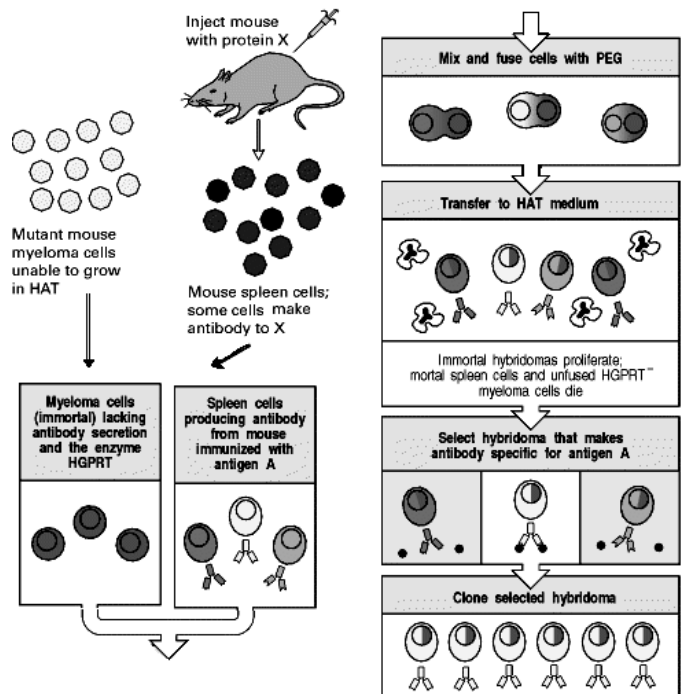 Inject mouse
with protein X
Mutant mouse
myeloma cells
unable to grow
in HAT
Mouse spleen cells;
some cells make
antibody to X
Myeloma cells
(immortal) lacking
antibody secretion
and the enzyme
HGPRT
Spleen cells
producing antibody
from mouse
immunized with
antigen A
Mix and fuse cells with PEG
Transfer to HAT medium
Immortal hybridomas proliferate;
mortal spleen cells and unfused HGPRT⁻
myeloma cells die
Select hybridoma that makes
antibody specific for antigen A
Clone selected hybridoma